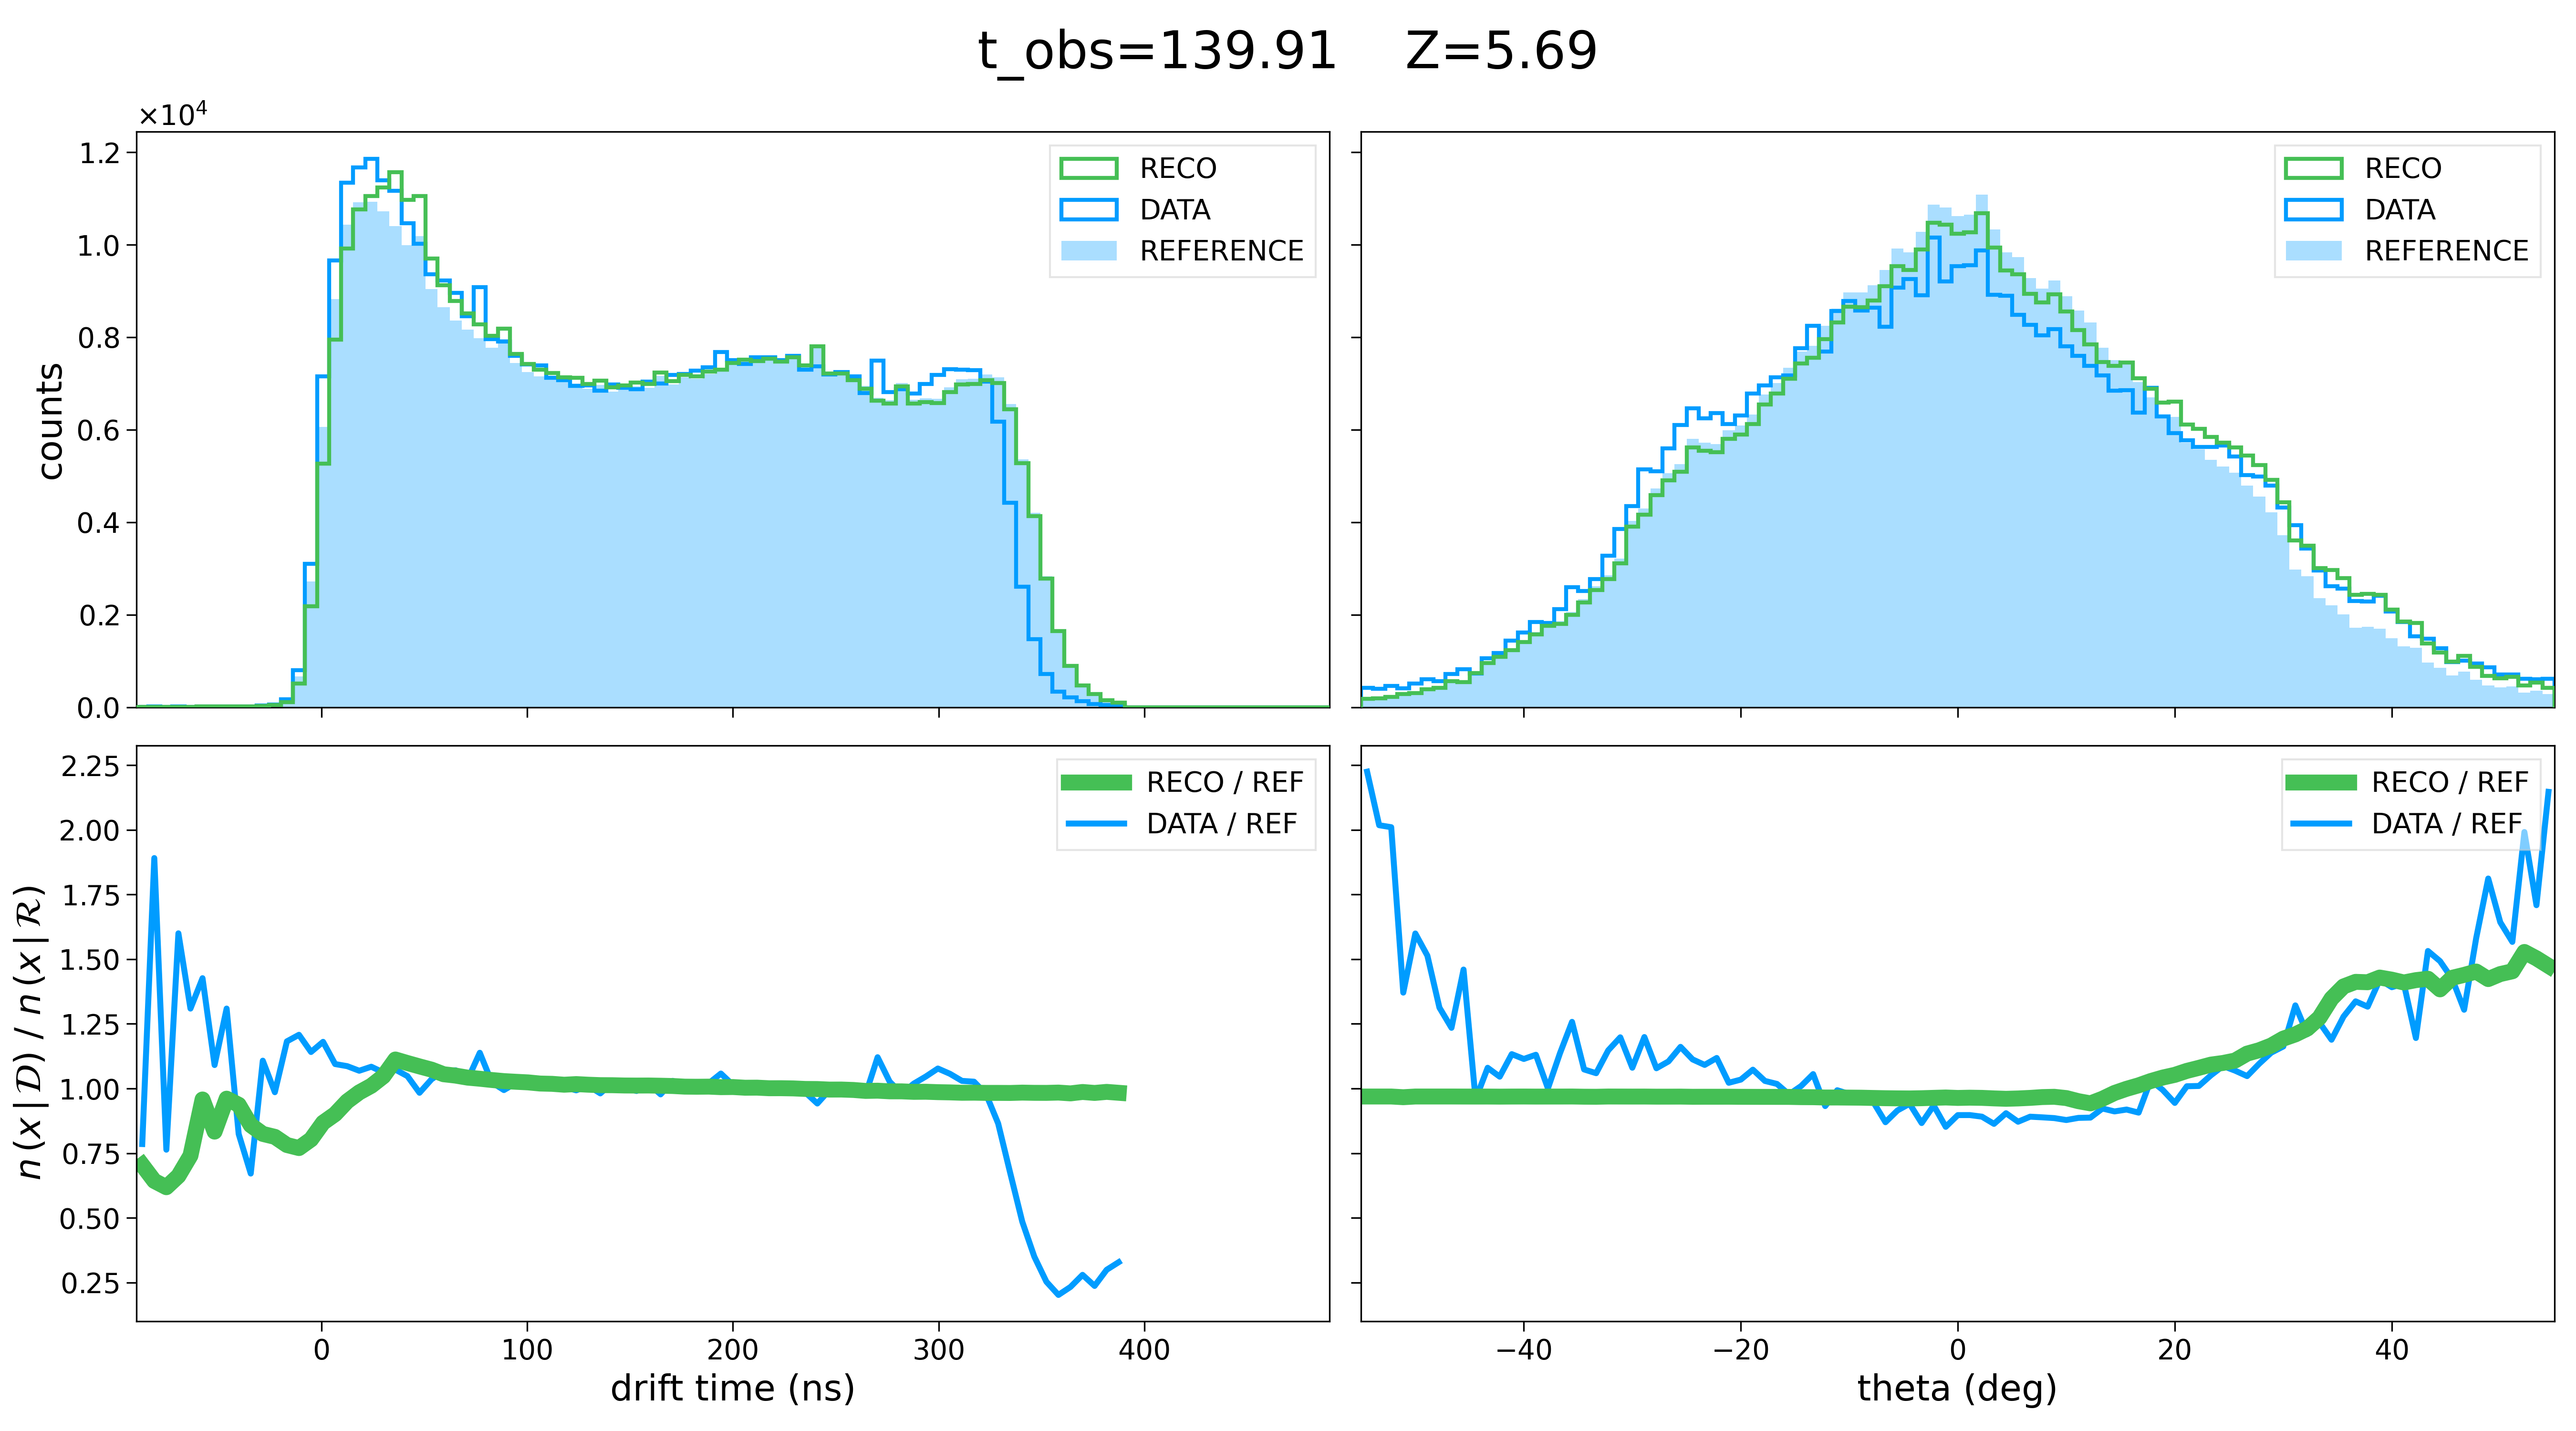 t_obs=139.91 Z=5.69
×10⁴
1.2
1.0
0.8
0.6
0.4
0.2
0.0
counts
RECO
DATA
REFERENCE
RECO
DATA
REFERENCE
2.25
2.00
1.75
1.50
1.25
1.00
0.75
0.50
0.25
n(x|𝒟) / n(x|ℛ)
RECO / REF
DATA / REF
0 100 200 300 400
drift time (ns)
RECO / REF
DATA / REF
−40 −20 0 20 40
theta (deg)